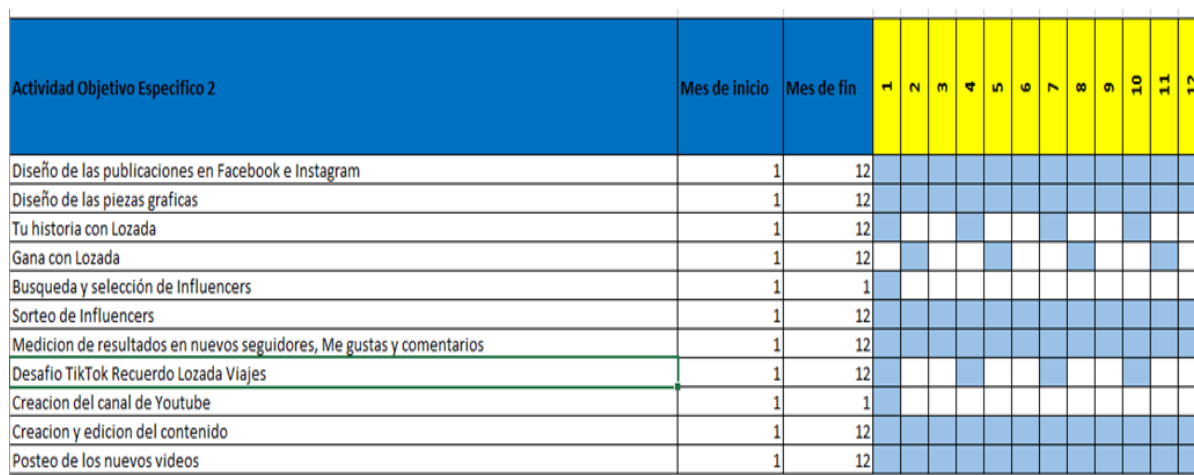 Actividad Objetivo Especifico 2 Mes de inicio Mes de fin 1 2 3 4 5 6 7 8 9 10 11 12
Diseño de las publicaciones en Facebook e Instagram 1 12
Diseño de las piezas graficas 1 12
Tu historia con Lozada 1 12
Gana con Lozada 1 12
Busqueda y selección de Influencers 1 1
Sorteo de Influencers 1 12
Medicion de resultados en nuevos seguidores, Me gustas y comentarios 1 12
Desafio TikTok Recuerdo Lozada Viajes 1 12
Creacion del canal de Youtube 1 1
Creacion y edicion del contenido 1 12
Posteo de los nuevos videos 1 12